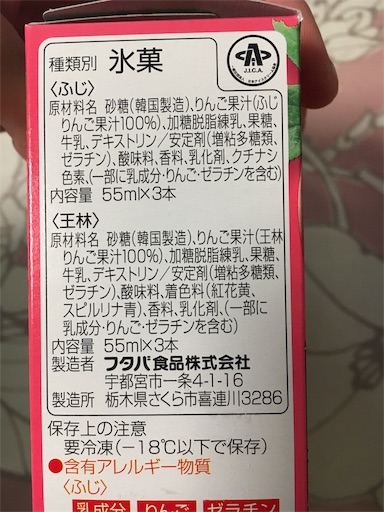 種類別 氷菓
J.I.C.A.
〈ふじ〉
原材料名 砂糖(韓国製造)、りんご果汁(ふじ
りんご果汁100%)、加糖脱脂練乳、果糖、
牛乳、デキストリン/安定剤(増粘多糖類、
ゼラチン)、酸味料、香料、乳化剤、クチナシ
色素、(一部に乳成分・りんご・ゼラチンを含む)
内容量 55ml×3本
〈王林〉
原材料名 砂糖(韓国製造)、りんご果汁(王林
りんご果汁100%)、加糖脱脂練乳、果糖、
牛乳、デキストリン/安定剤(増粘多糖類、
ゼラチン)、酸味料、着色料(紅花黄、
スピルリナ青)、香料、乳化剤、(一部に
乳成分・りんご・ゼラチンを含む)
内容量 55ml×3本
製造者 フタバ食品株式会社
宇都宮市一条4-1-16
製造所 栃木県さくら市喜連川3286
保存上の注意
要冷凍(−18℃以下で保存)
●含有アレルギー物質
〈ふじ〉
乳成分 りんご ゼラチン